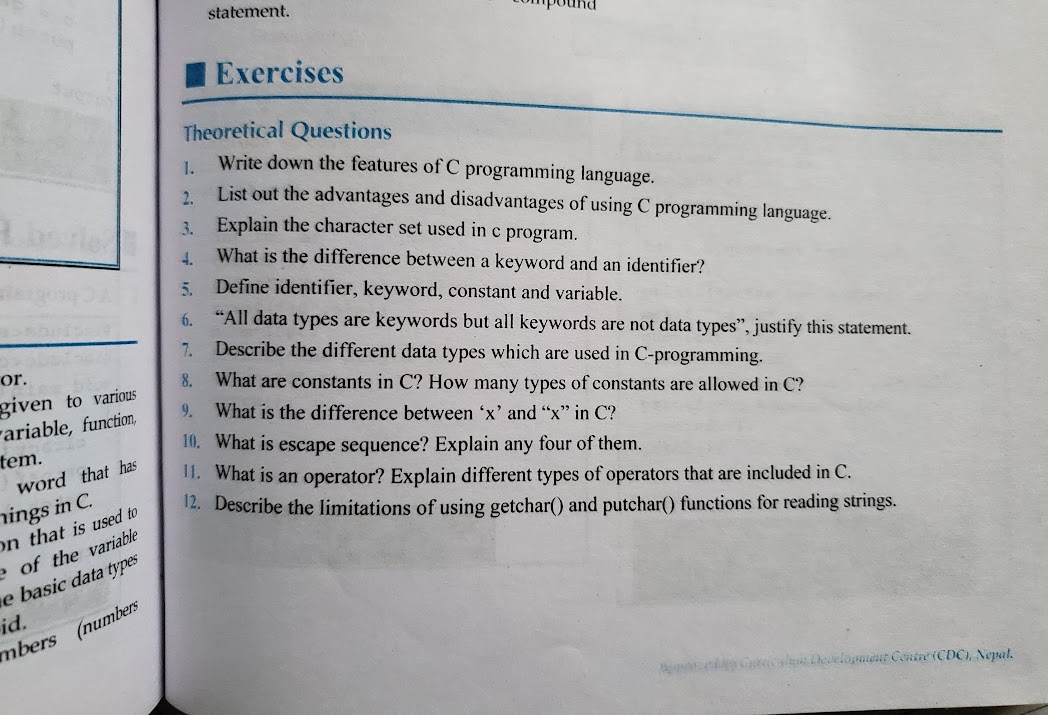 or.
given to various
variable, function,
tem.
word that has
nings in C.
on that is used to
e of the variable
e basic data types
id.
mbers (numbers
compound
statement.
Exercises
Theoretical Questions
1. Write down the features of C programming language.
2. List out the advantages and disadvantages of using C programming language.
3. Explain the character set used in c program.
4. What is the difference between a keyword and an identifier?
5. Define identifier, keyword, constant and variable.
6. “All data types are keywords but all keywords are not data types”, justify this statement.
7. Describe the different data types which are used in C-programming.
8. What are constants in C? How many types of constants are allowed in C?
9. What is the difference between ‘x’ and “x” in C?
10. What is escape sequence? Explain any four of them.
11. What is an operator? Explain different types of operators that are included in C.
12. Describe the limitations of using getchar() and putchar() functions for reading strings.
Curriculum Development Centre (CDC), Nepal.